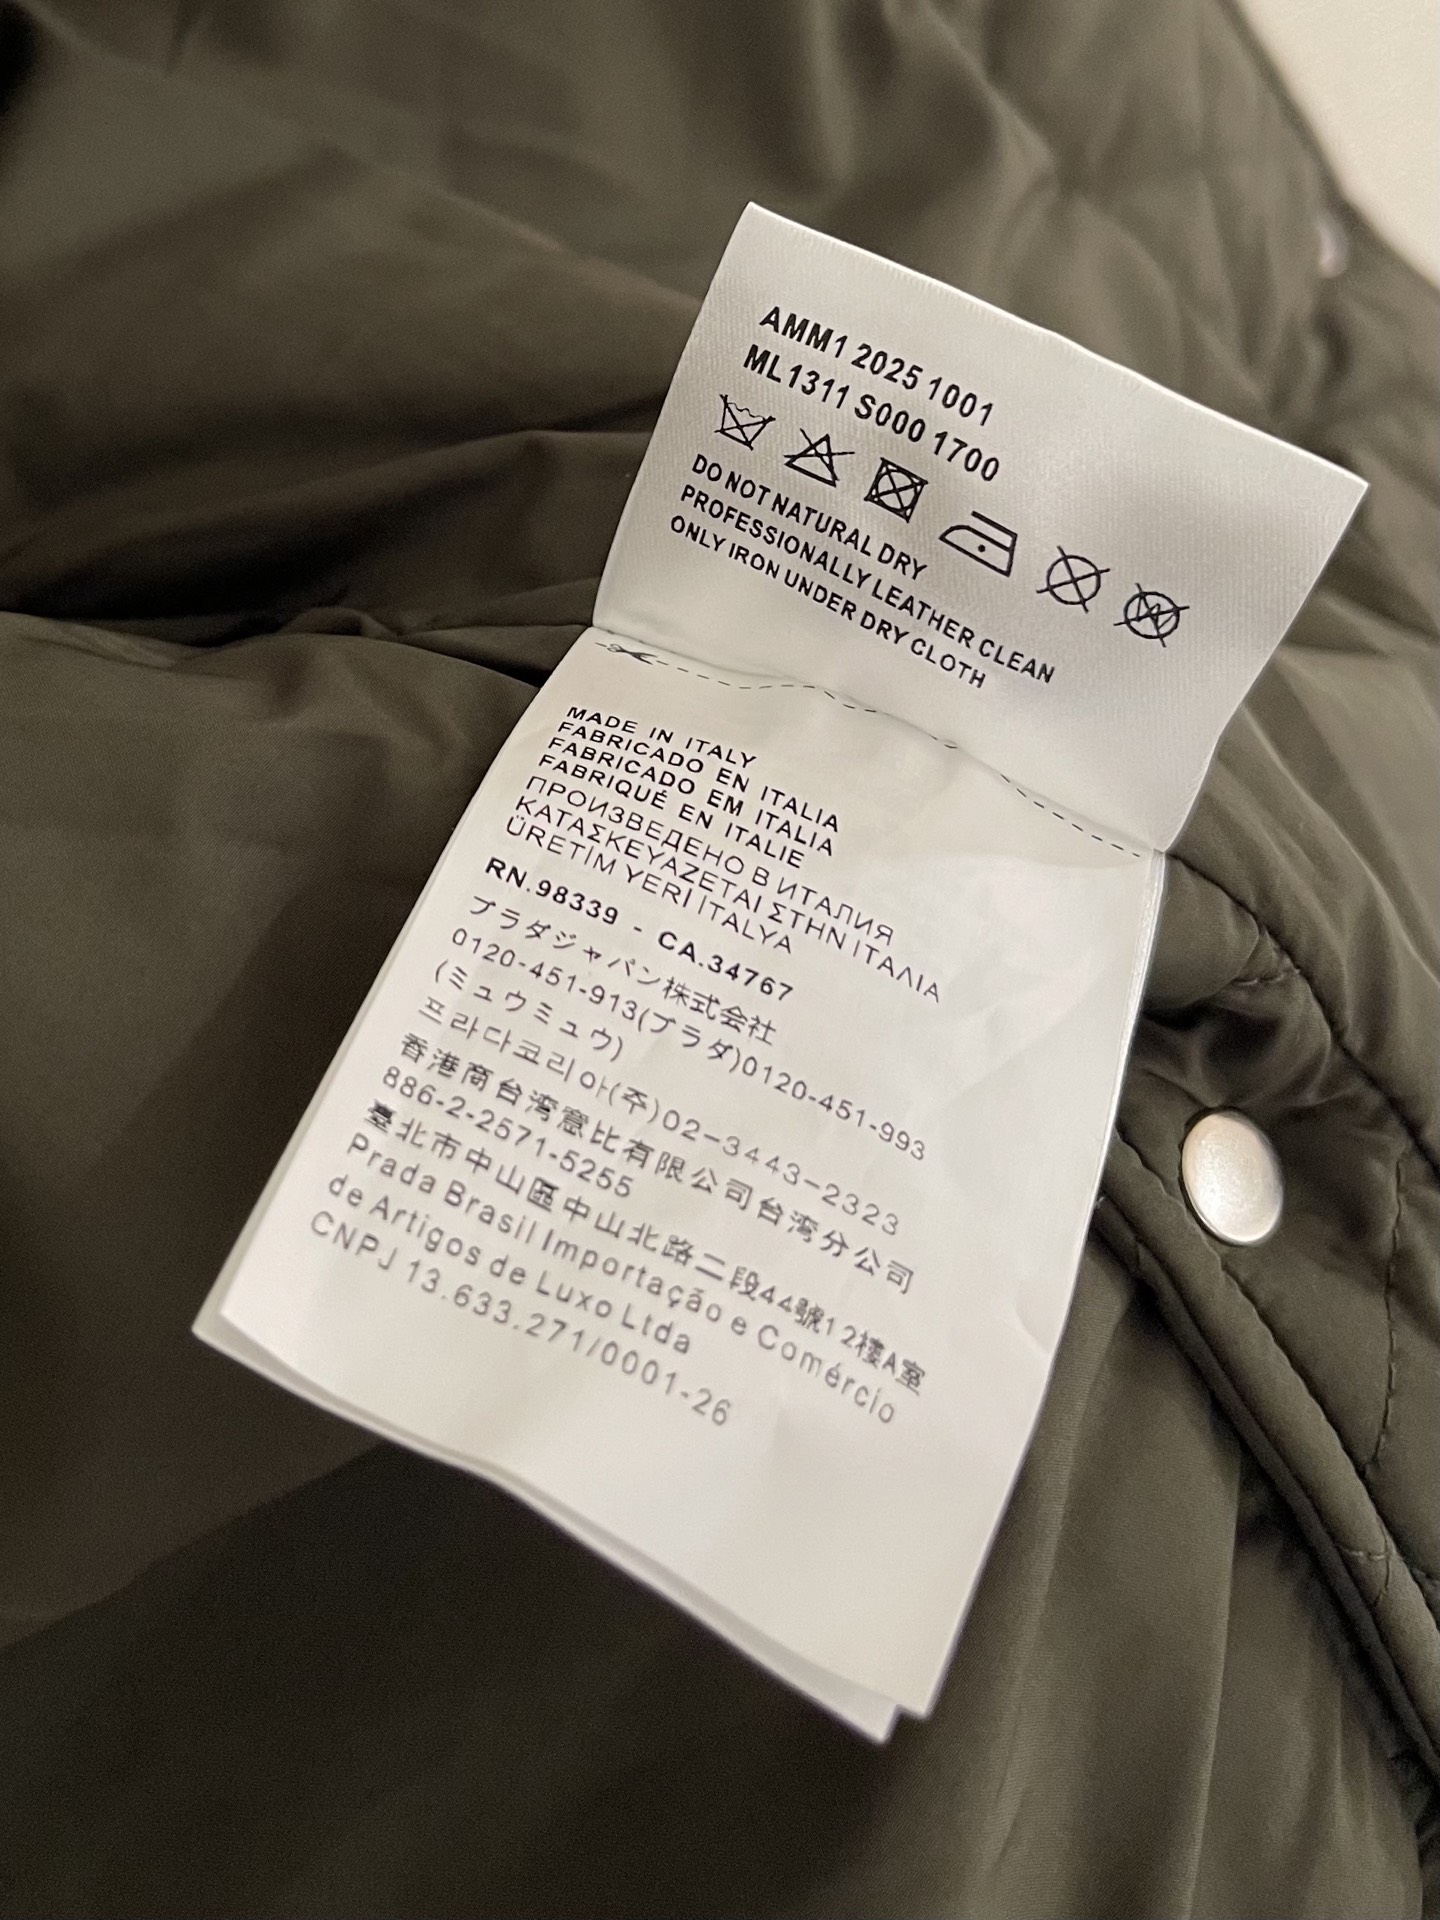 AMM1 2025 1001
ML1311 S000 1700
DO NOT NATURAL DRY
PROFESSIONALLY LEATHER CLEAN
ONLY IRON UNDER DRY CLOTH
MADE IN ITALY
FABRICADO EN ITALIA
FABRICADO EM ITALIA
FABRIQUÉ EN ITALIE
ПРОИЗВЕДЕНО В ИТАЛИЯ
ΚΑΤΑΣΚΕΥΑΖΕΤΑΙ ΣΤΗΝ ΙΤΑΛΙΑ
ÜRETİM YERİ İTALYA
RN.98339 - CA.34767
プラダジャパン株式会社
0120-451-913(プラダ)0120-451-993
(ミュウミュウ)
프라다코리아(주)02-3443-2323
香港商台湾意比有限公司台湾分公司
886-2-2571-5255
臺北市中山區中山北路二段44號12樓A室
Prada Brasil Importação e Comércio
de Artigos de Luxo Ltda
CNPJ 13.633.271/0001-26